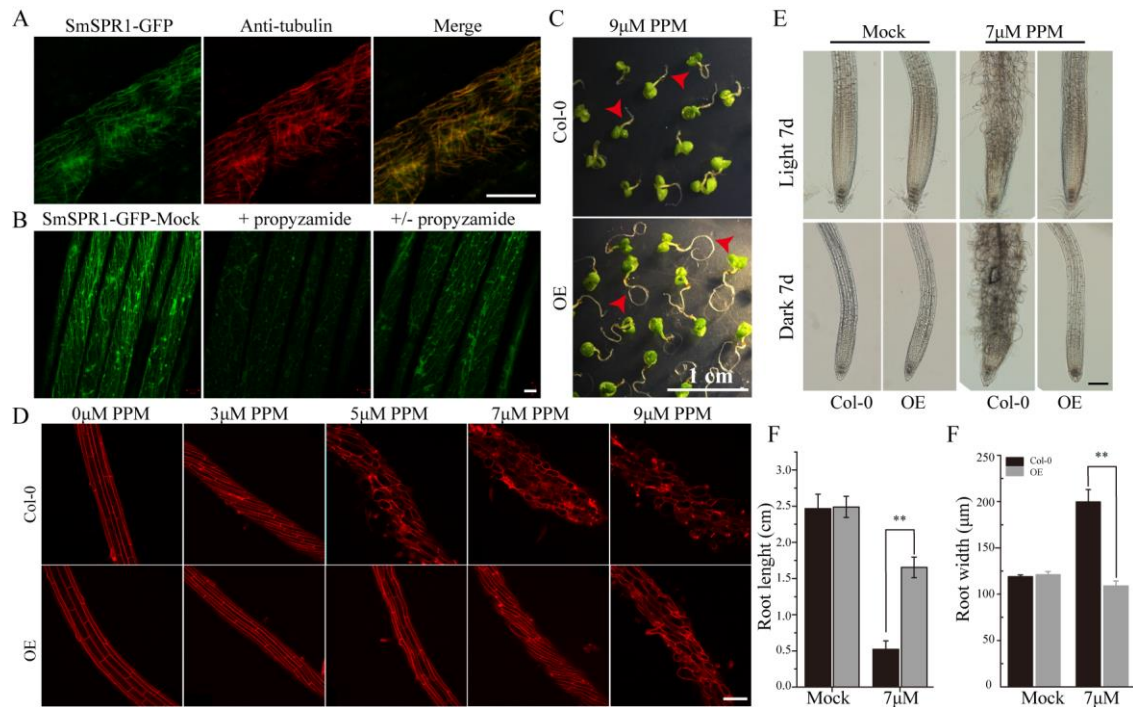 A
SmSPR1-GFP
Anti-tubulin
Merge
B
SmSPR1-GFP-Mock
+ propyzamide
+/- propyzamide
C
9μM PPM
Col-0
OE
1 cm
D
0μM PPM
3μM PPM
5μM PPM
7μM PPM
9μM PPM
Col-0
OE
E
Mock
7μM PPM
Light 7d
Dark 7d
Col-0
OE
Col-0
OE
F
Root lenght (cm)
2.5
2.0
1.5
1.0
0.5
0.0
**
Mock
7μM
F
Root width (μm)
250
200
150
100
50
0
Col-0
OE
**
Mock
7μM